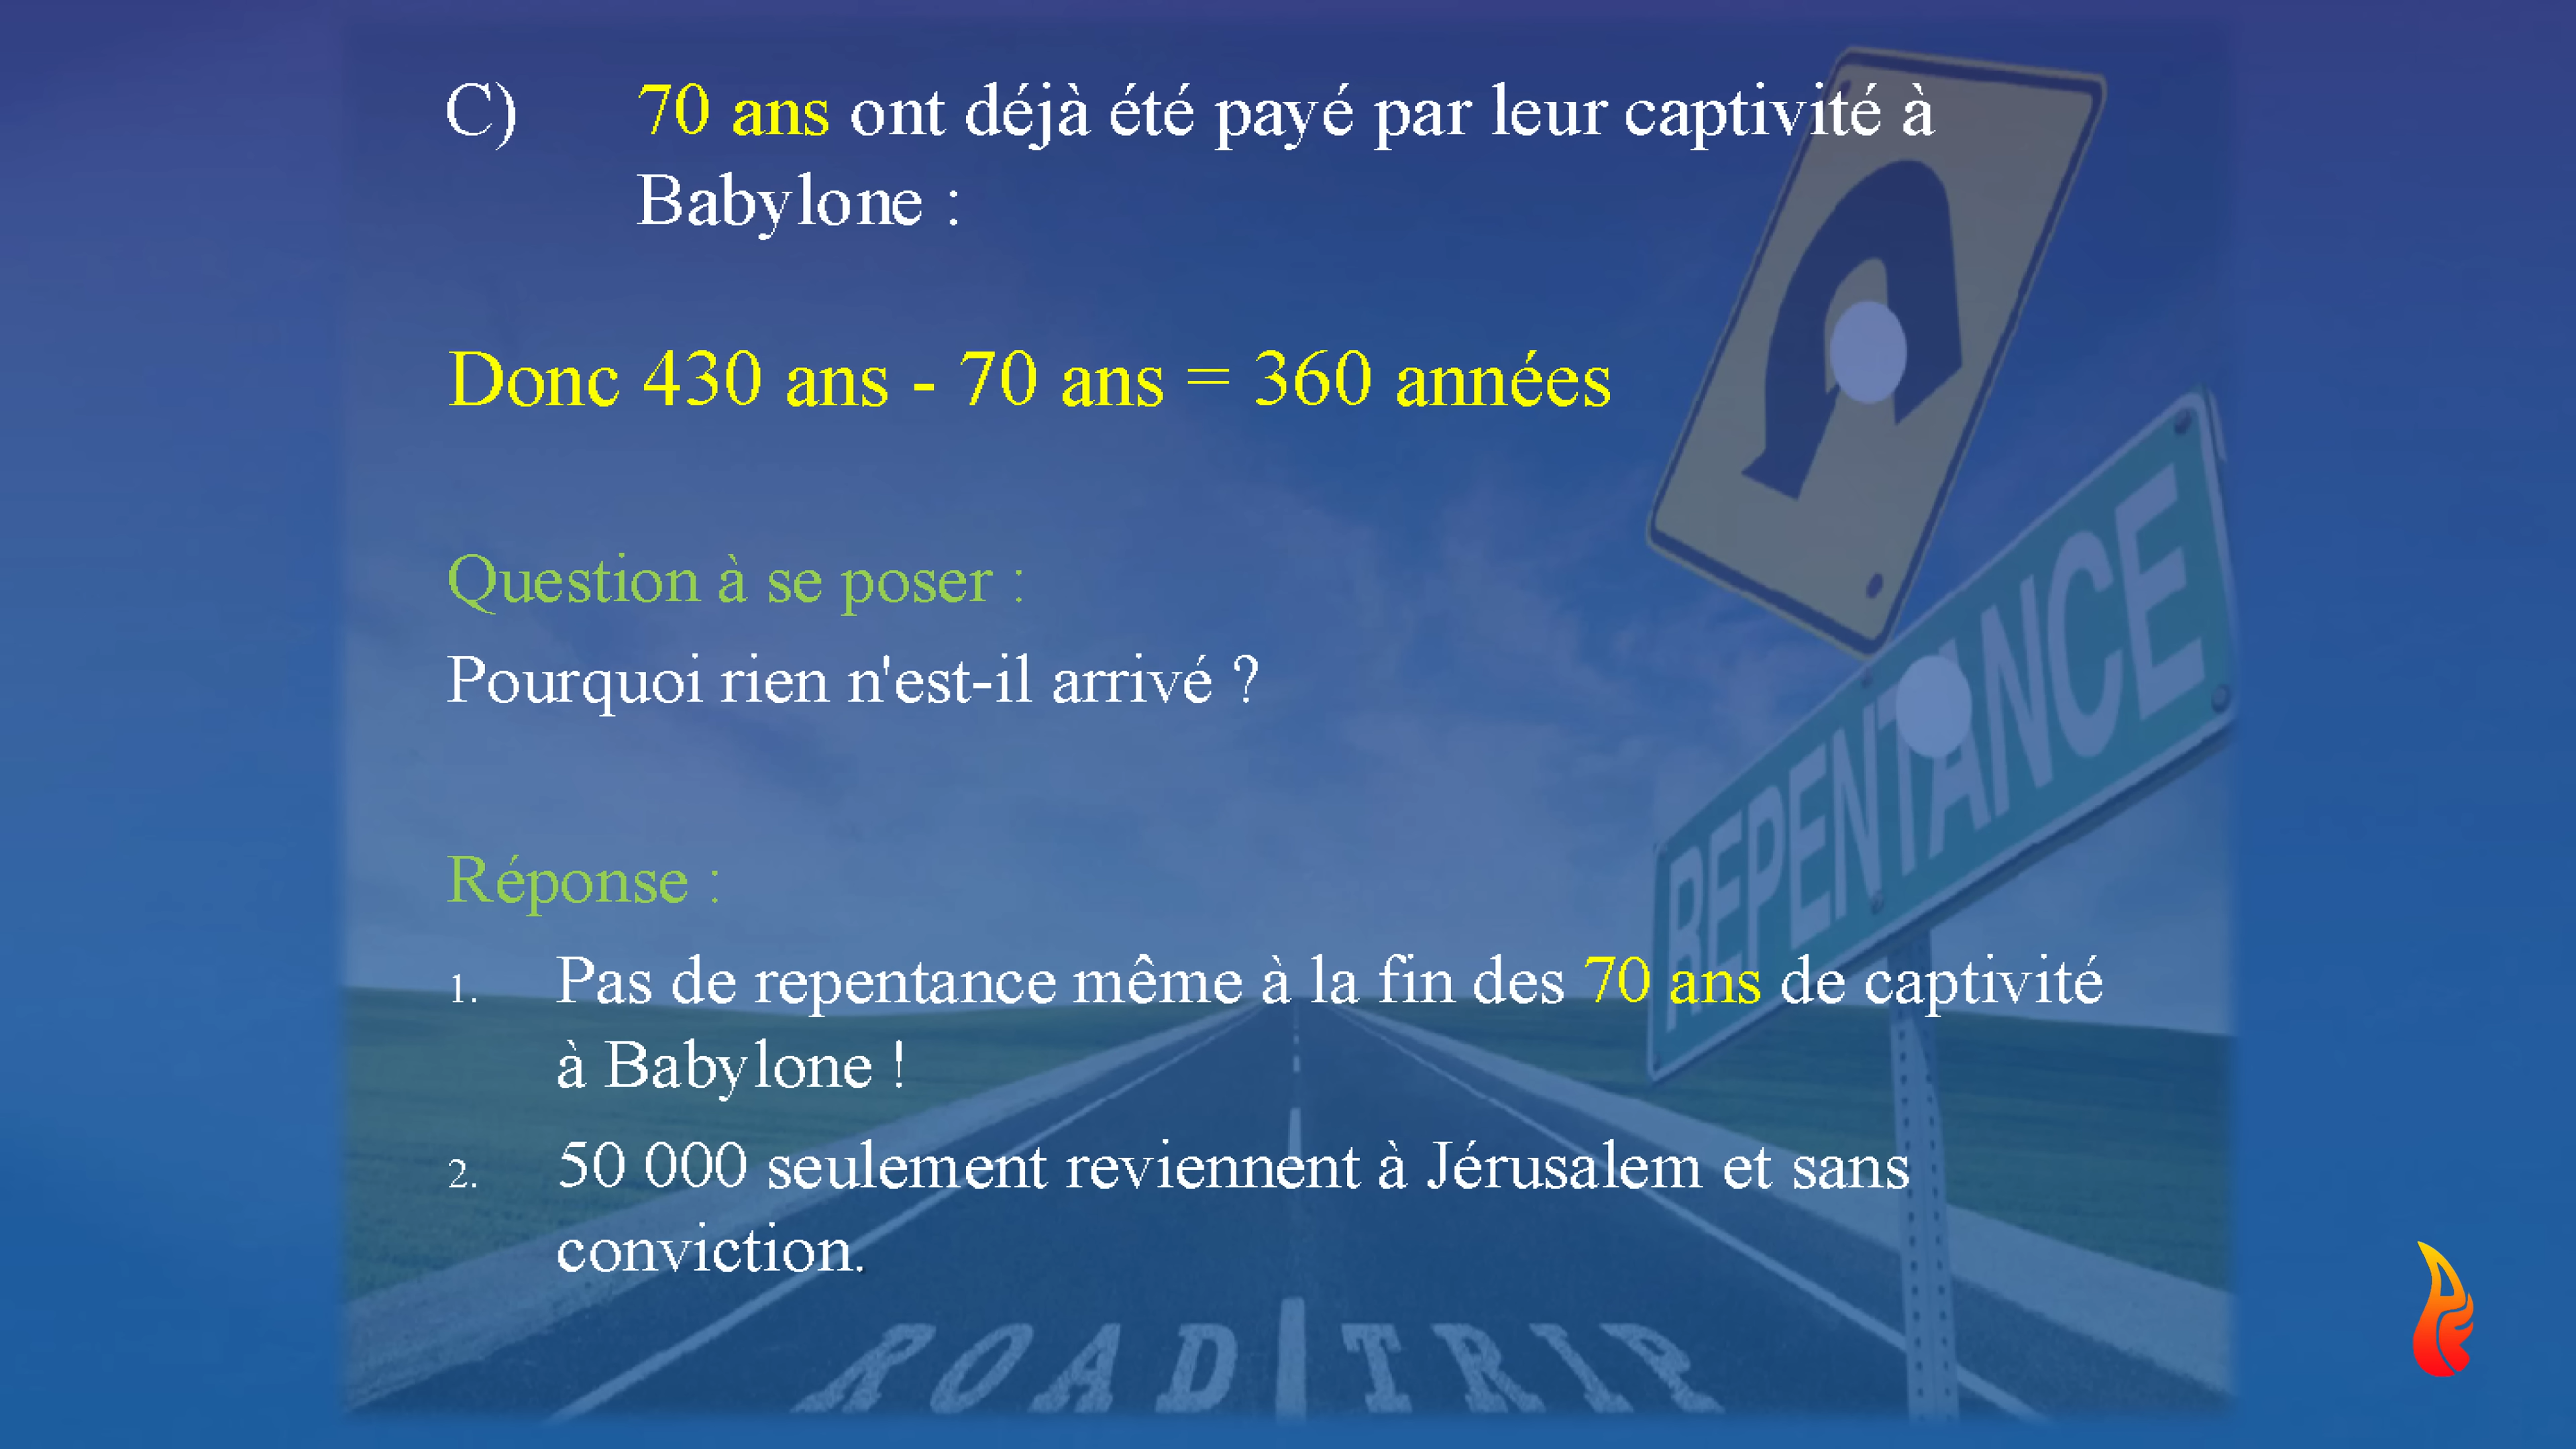 C) 70 ans ont déjà été payé par leur captivité à
Babylone :
Donc 430 ans - 70 ans = 360 années
Question à se poser :
Pourquoi rien n'est-il arrivé ?
REPENTANCE
Réponse :
1. Pas de repentance même à la fin des 70 ans de captivité
à Babylone !
2. 50 000 seulement reviennent à Jérusalem et sans
conviction.
ROAD TRIP